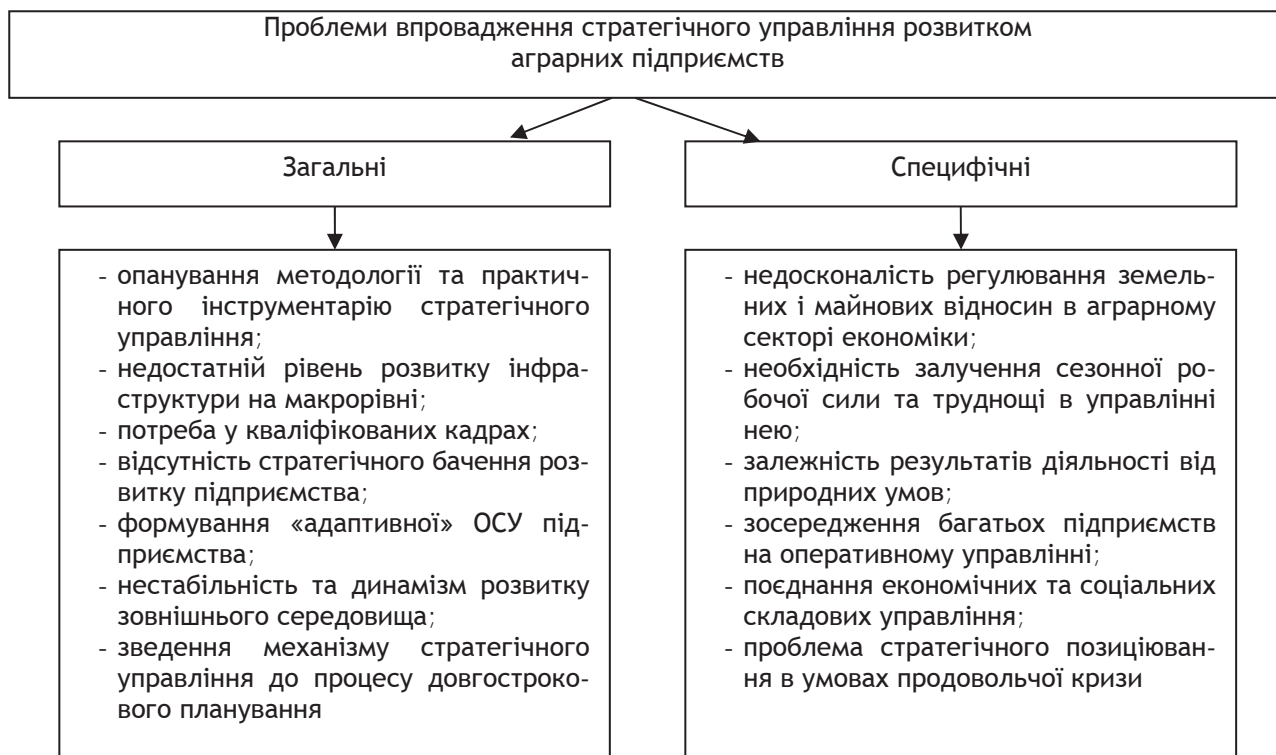 Проблеми впровадження стратегічного управління розвитком
аграрних підприємств
Загальні
Специфічні
- опанування методології та практич-
ного інструментарію стратегічного
управління;
- недостатній рівень розвитку інфра-
структури на макрорівні;
- потреба у кваліфікованих кадрах;
- відсутність стратегічного бачення роз-
витку підприємства;
- формування «адаптивної» ОСУ під-
приємства;
- нестабільність та динамізм розвитку
зовнішнього середовища;
- зведення механізму стратегічного
управління до процесу довгостроко-
вого планування
- недосконалість регулювання земель-
них і майнових відносин в аграрному
секторі економіки;
- необхідність залучення сезонної ро-
бочої сили та труднощі в управлінні
нею;
- залежність результатів діяльності від
природних умов;
- зосередження багатьох підприємств
на оперативному управлінні;
- поєднання економічних та соціальних
складових управління;
- проблема стратегічного позиціюван-
ня в умовах продовольчої кризи